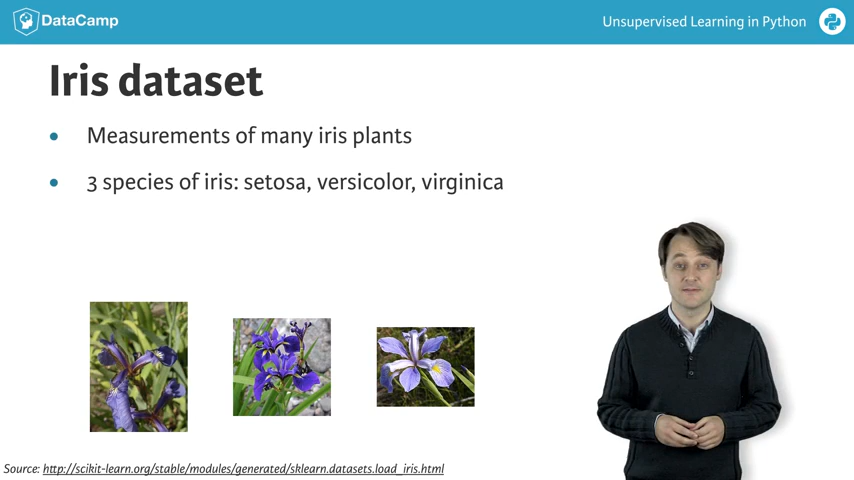 DataCamp
Unsupervised Learning in Python
Iris dataset
• Measurements of many iris plants
• 3 species of iris: setosa, versicolor, virginica
Source: http://scikit-learn.org/stable/modules/generated/sklearn.datasets.load_iris.html